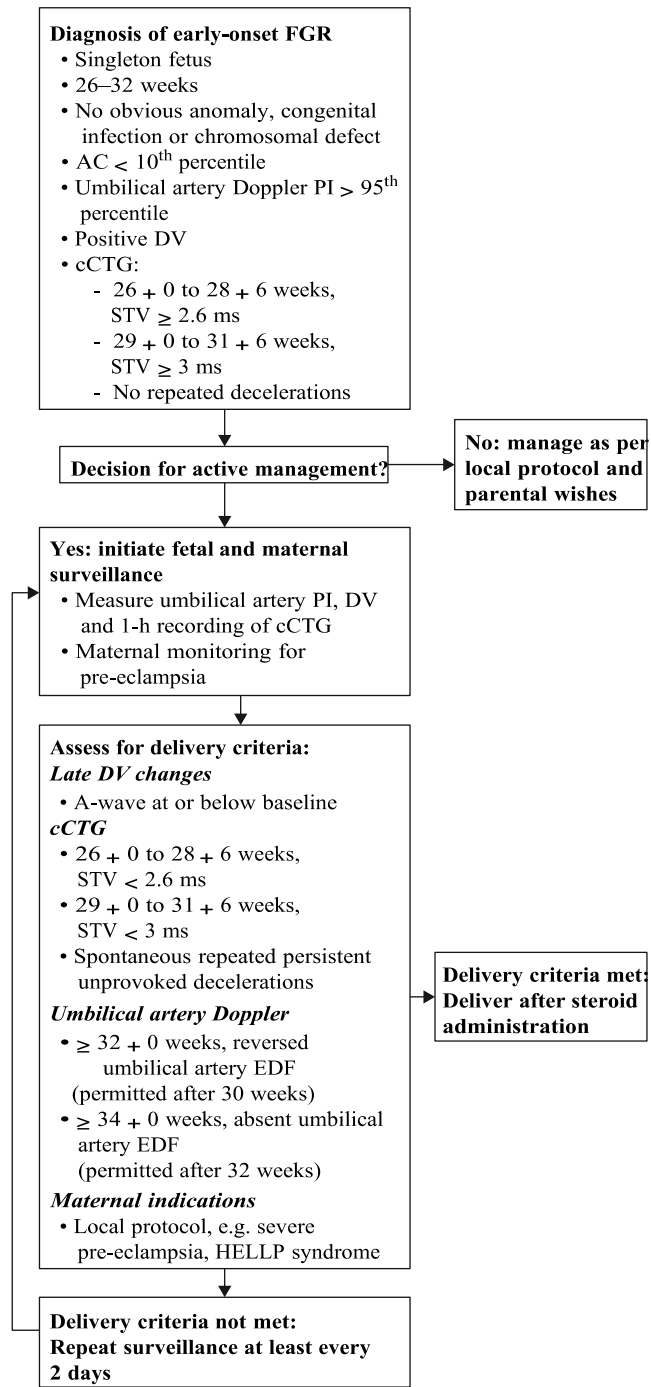 Diagnosis of early-onset FGR
• Singleton fetus
• 26–32 weeks
• No obvious anomaly, congenital
infection or chromosomal defect
• AC < 10th percentile
• Umbilical artery Doppler PI > 95th
percentile
• Positive DV
• cCTG:
- 26 + 0 to 28 + 6 weeks,
STV ≥ 2.6 ms
- 29 + 0 to 31 + 6 weeks,
STV ≥ 3 ms
- No repeated decelerations
Decision for active management?
No: manage as per
local protocol and
parental wishes
Yes: initiate fetal and maternal
surveillance
• Measure umbilical artery PI, DV
and 1-h recording of cCTG
• Maternal monitoring for
pre-eclampsia
Assess for delivery criteria:
Late DV changes
• A-wave at or below baseline
cCTG
• 26 + 0 to 28 + 6 weeks,
STV < 2.6 ms
• 29 + 0 to 31 + 6 weeks,
STV < 3 ms
• Spontaneous repeated persistent
unprovoked decelerations
Umbilical artery Doppler
• ≥ 32 + 0 weeks, reversed
umbilical artery EDF
(permitted after 30 weeks)
• ≥ 34 + 0 weeks, absent umbilical
artery EDF
(permitted after 32 weeks)
Maternal indications
• Local protocol, e.g. severe
pre-eclampsia, HELLP syndrome
Delivery criteria met:
Deliver after steroid
administration
Delivery criteria not met:
Repeat surveillance at least every
2 days